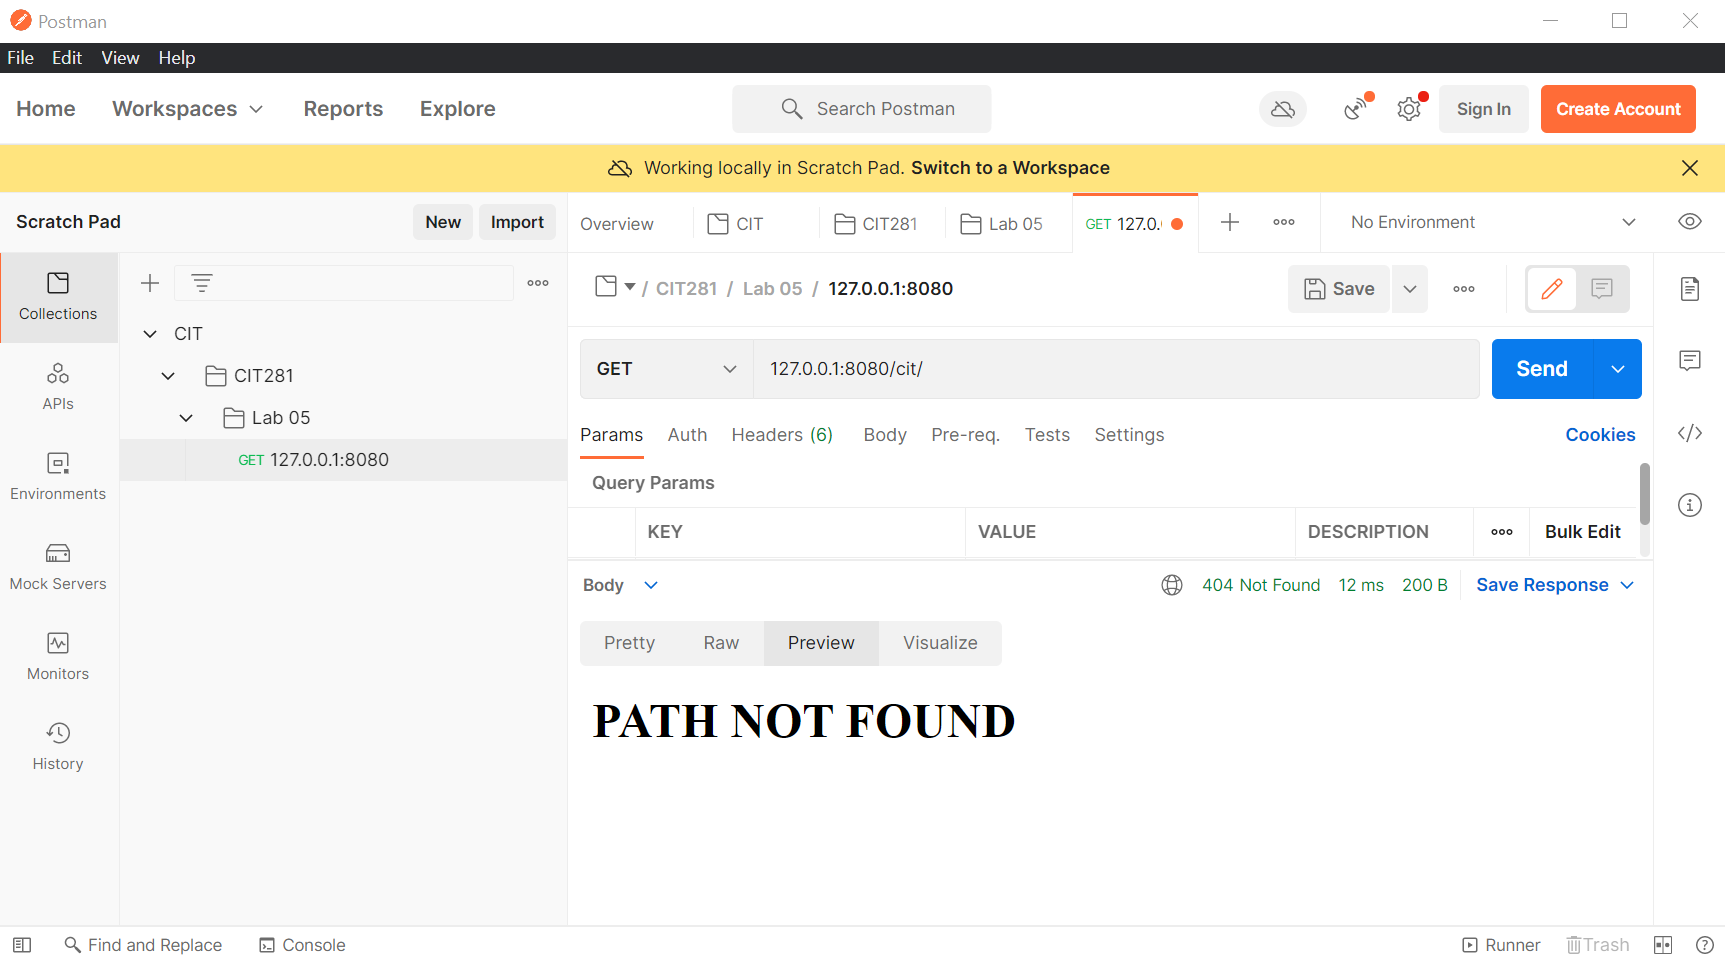 Postman
File Edit View Help
Home Workspaces Reports Explore Search Postman Sign In Create Account
Working locally in Scratch Pad. Switch to a Workspace
Scratch Pad New Import
Overview CIT CIT281 Lab 05 GET 127.0. No Environment
Collections
APIs
Environments
Mock Servers
Monitors
History
CIT
CIT281
Lab 05
GET 127.0.0.1:8080
/ CIT281 / Lab 05 / 127.0.0.1:8080 Save
GET 127.0.0.1:8080/cit/ Send
Params Auth Headers (6) Body Pre-req. Tests Settings Cookies
Query Params
KEY VALUE DESCRIPTION Bulk Edit
Body 404 Not Found 12 ms 200 B Save Response
Pretty Raw Preview Visualize
PATH NOT FOUND
Find and Replace Console Runner Trash